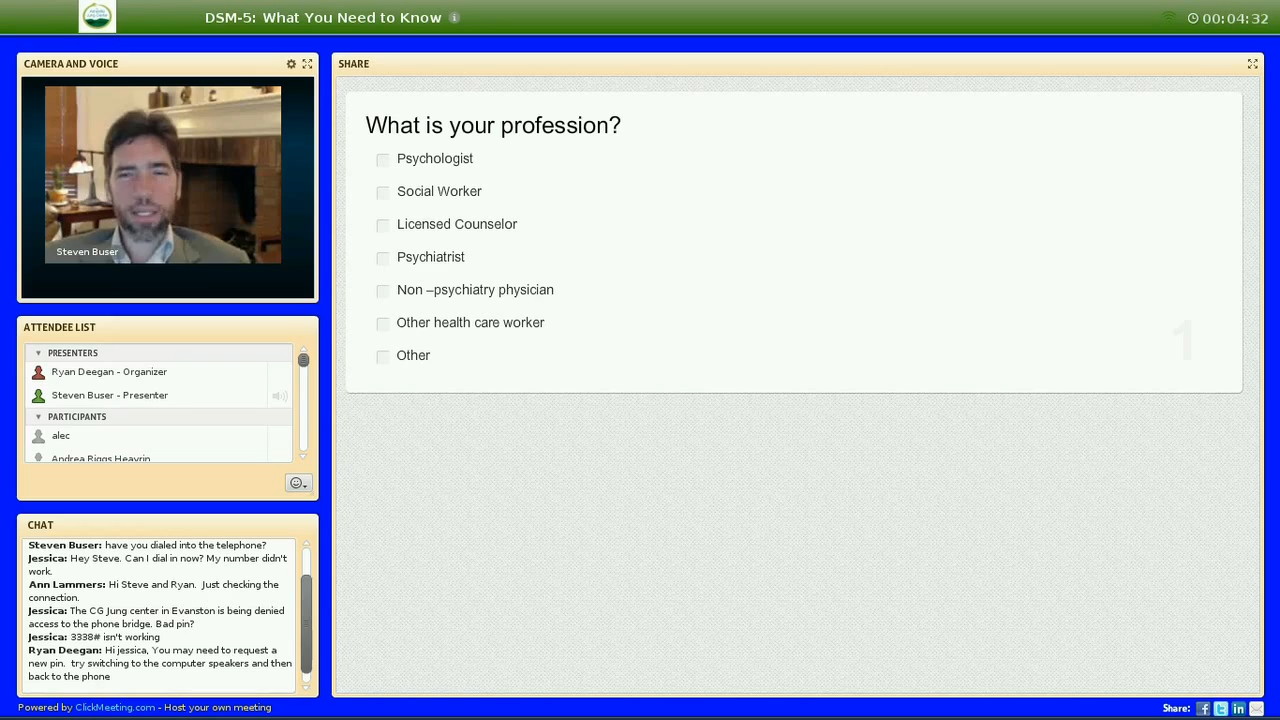 DSM-5: What You Need to Know
00:04:32
CAMERA AND VOICE
Steven Buser
ATTENDEE LIST
PRESENTERS
Ryan Deegan - Organizer
Steven Buser - Presenter
PARTICIPANTS
alec
Andrea Riggs Heavrin
CHAT
Steven Buser: have you dialed into the telephone?
Jessica: Hey Steve. Can I dial in now? My number didn't
work.
Ann Lammers: Hi Steve and Ryan.  Just checking the
connection.
Jessica: The CG Jung center in Evanston is being denied
access to the phone bridge. Bad pin?
Jessica: 3338# isn't working
Ryan Deegan: Hi jessica, You may need to request a
new pin.  try switching to the computer speakers and then
back to the phone
SHARE
What is your profession?
Psychologist
Social Worker
Licensed Counselor
Psychiatrist
Non –psychiatry physician
Other health care worker
Other
1
Powered by ClickMeeting.com - Host your own meeting
Share: